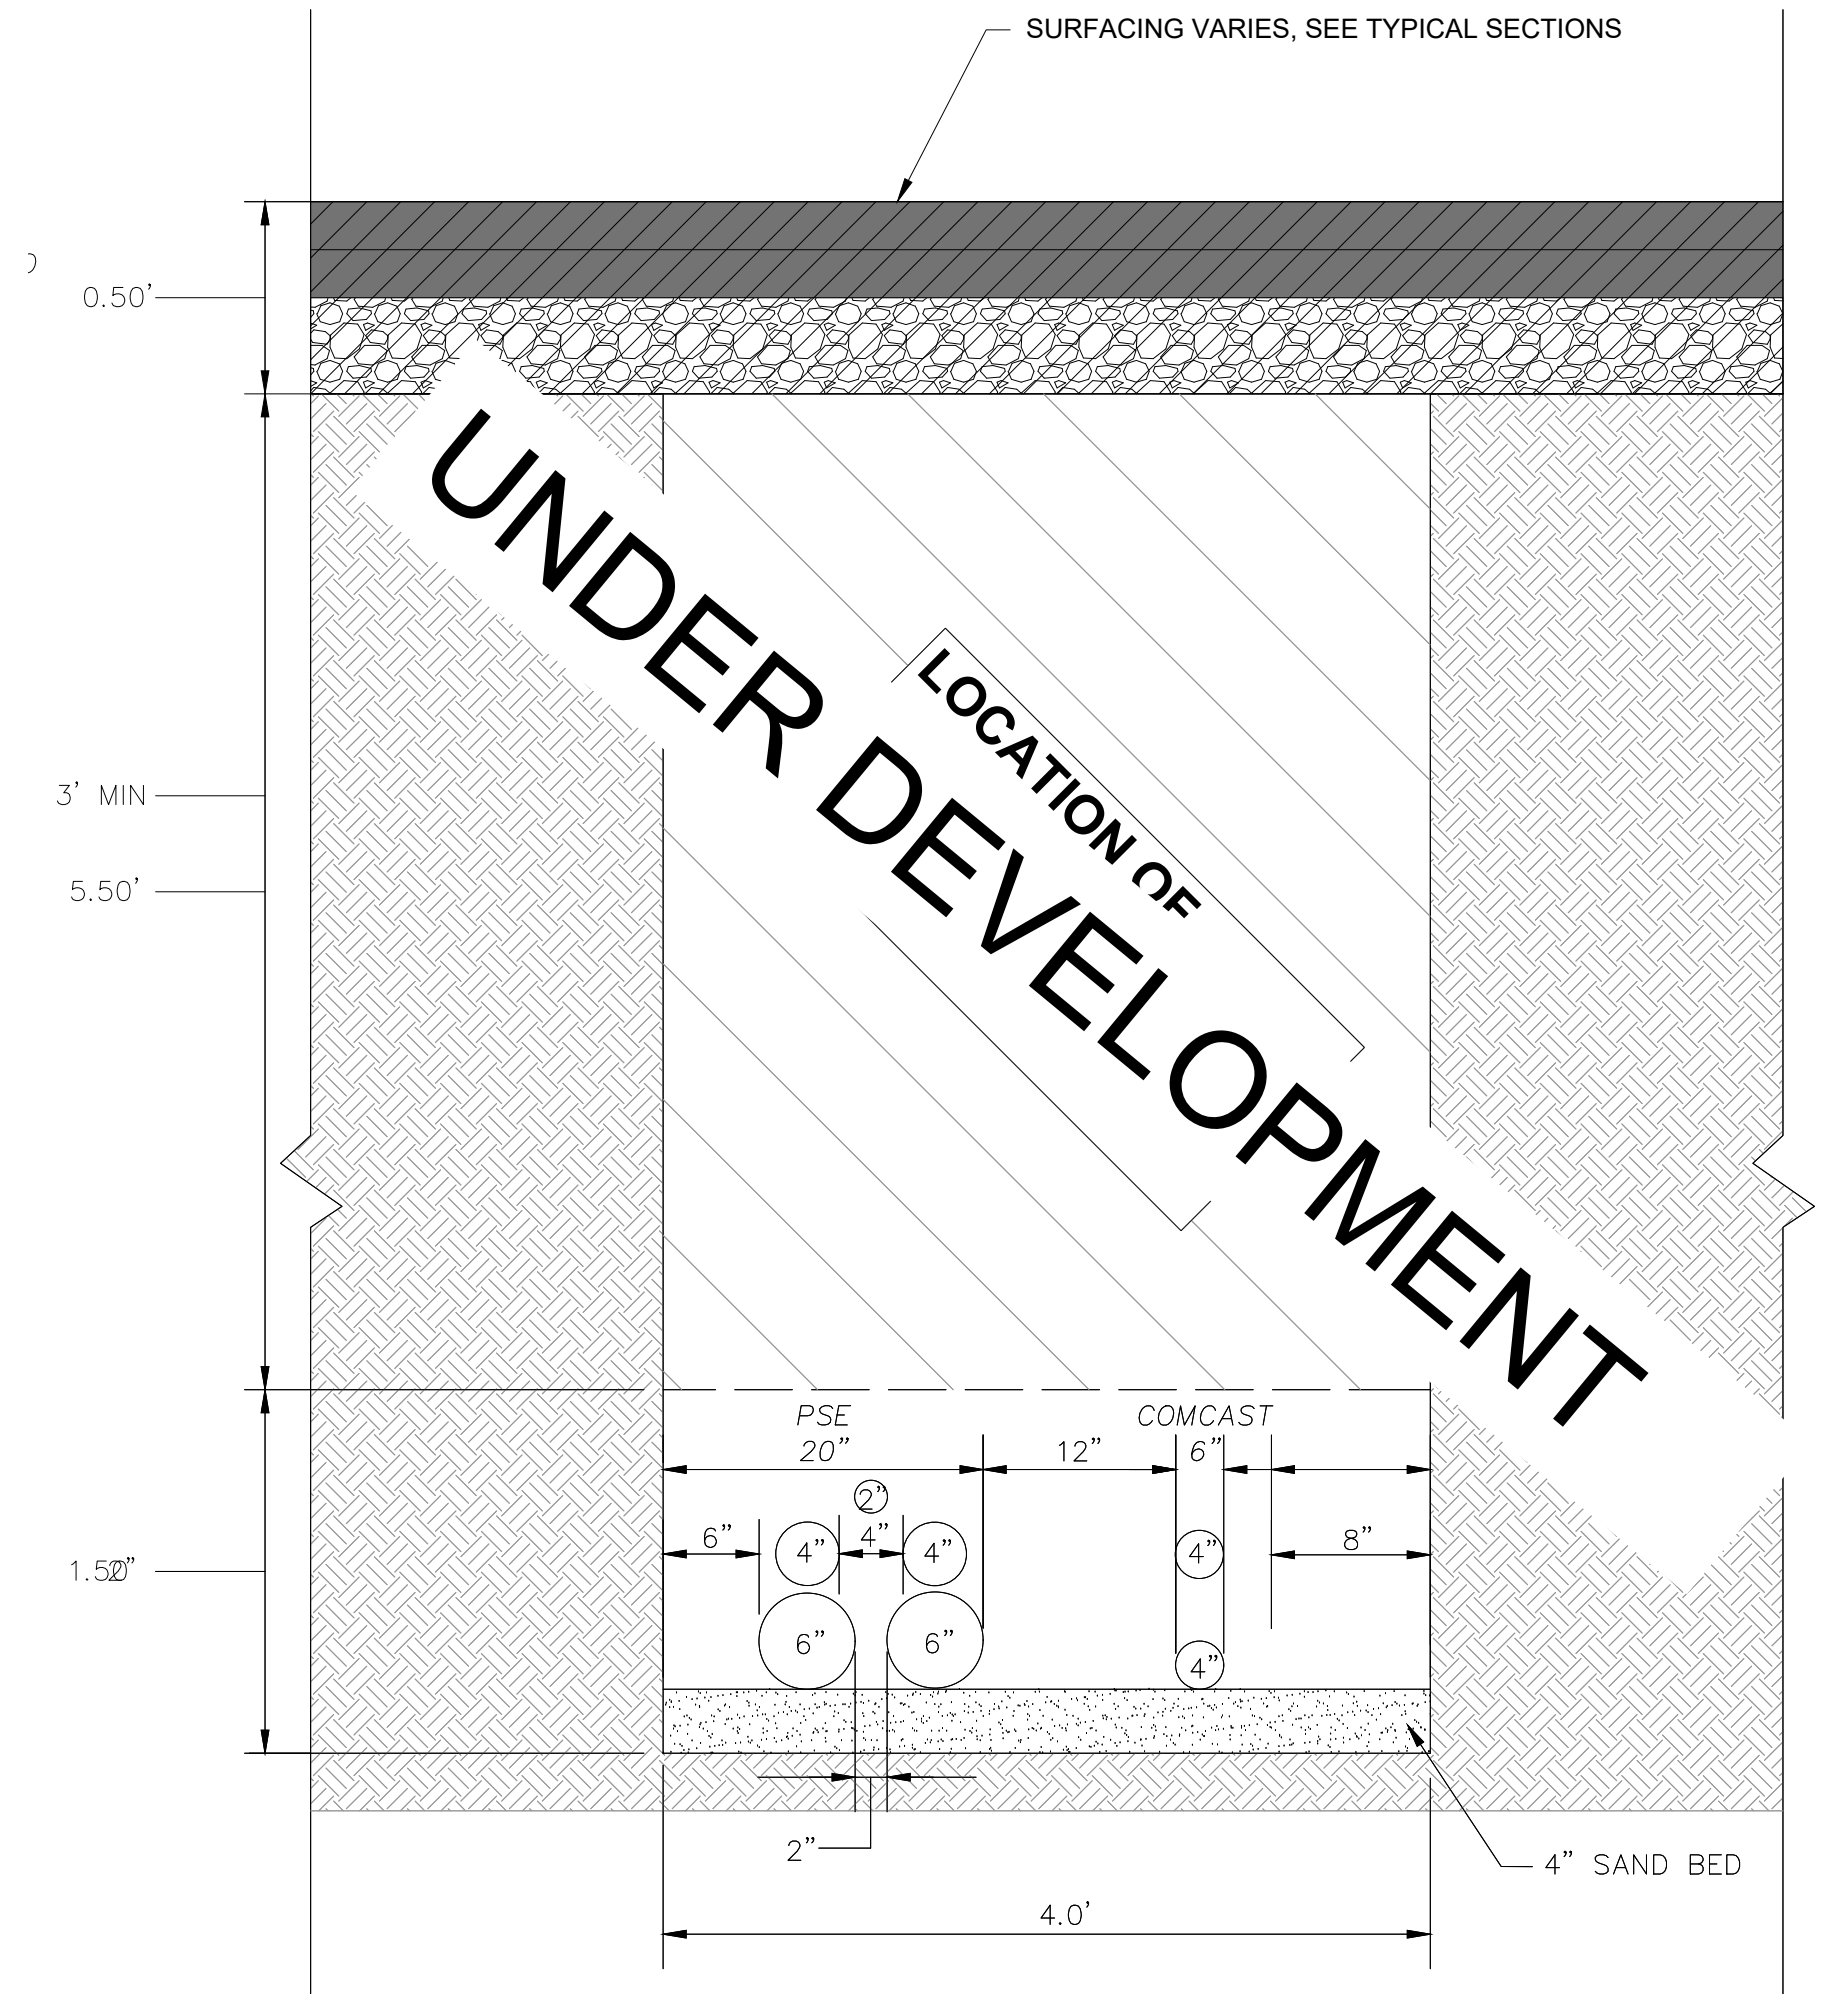 SURFACING VARIES, SEE TYPICAL SECTIONS
0.50'
UNDER DEVELOPMENT
LOCATION OF
3' MIN
5.50'
PSE
COMCAST
20”
12”
6”
2”
6”
4”
4”
4”
4”
8”
6”
6”
4”
2”
4” SAND BED
4.0'